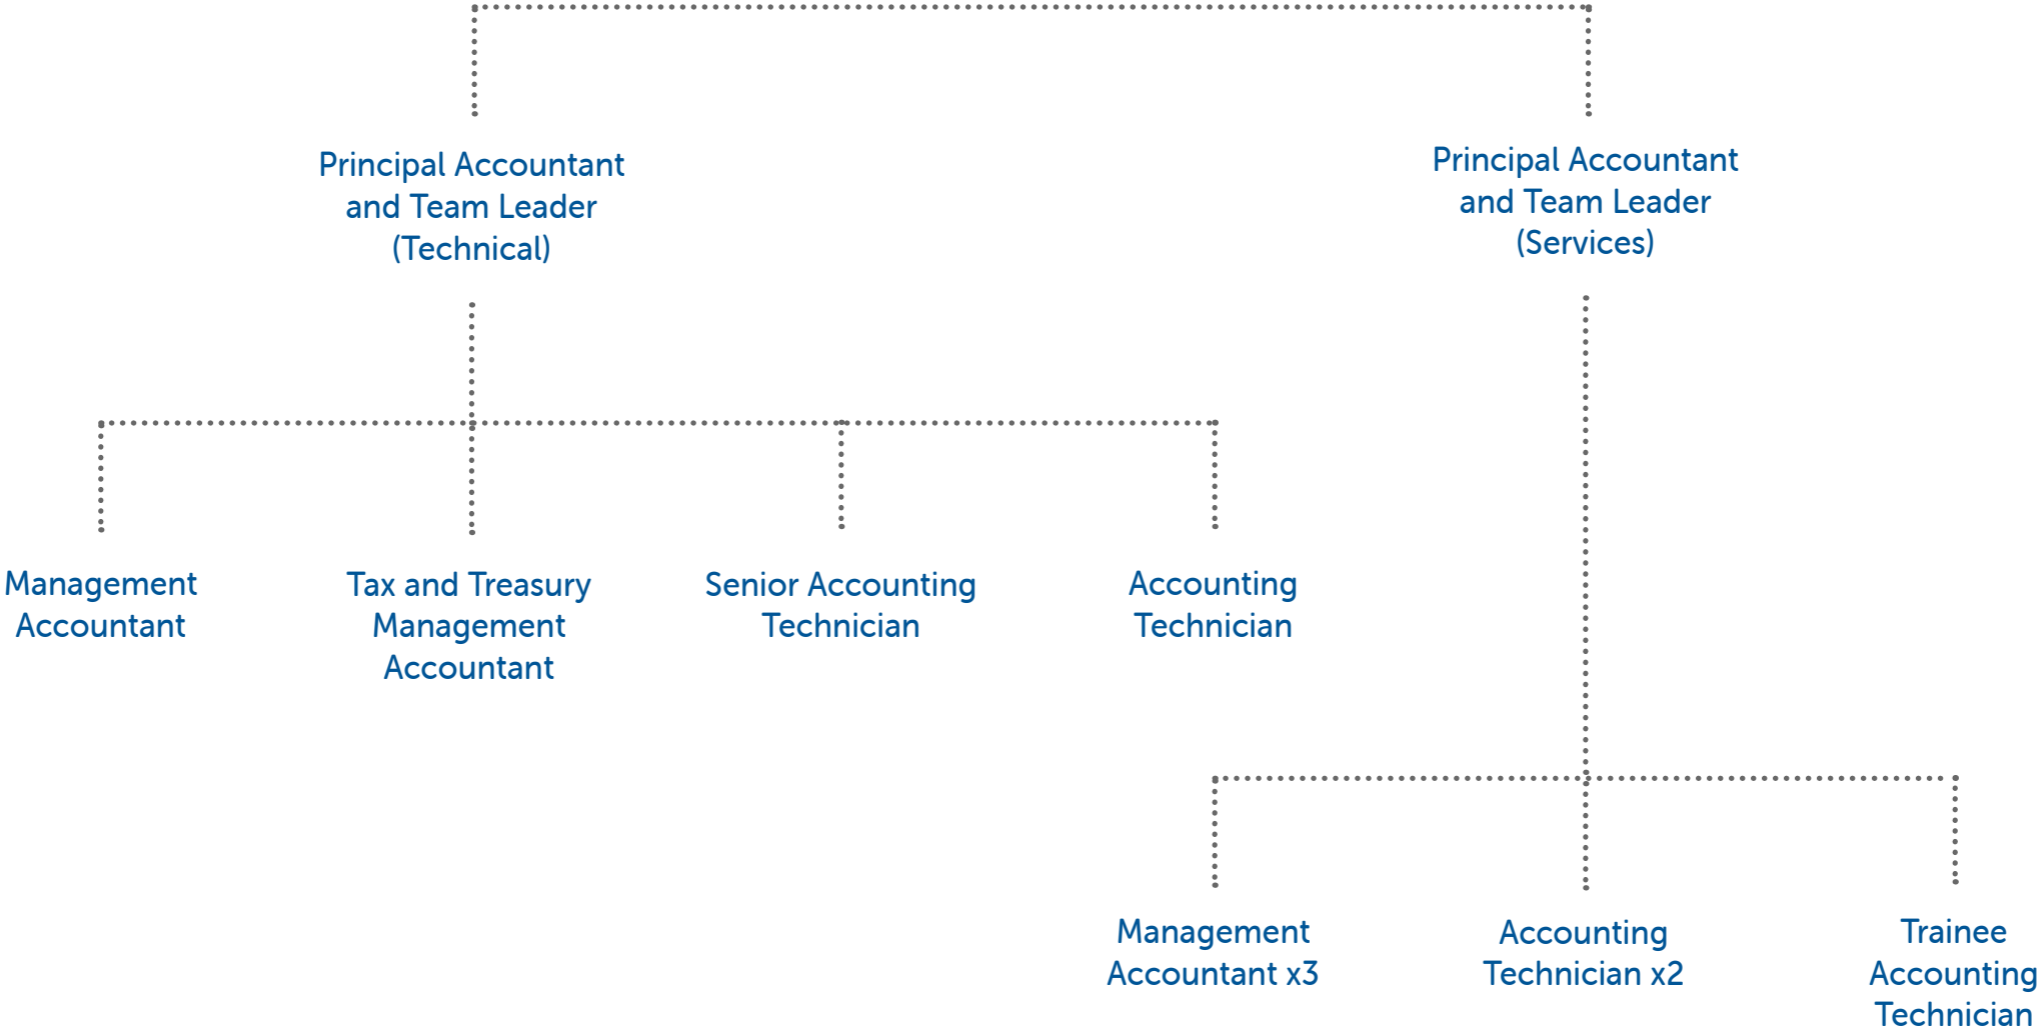 Principal Accountant
and Team Leader
(Technical)
Principal Accountant
and Team Leader
(Services)
Management
Accountant
Tax and Treasury
Management
Accountant
Senior Accounting
Technician
Accounting
Technician
Management
Accountant x3
Accounting
Technician x2
Trainee
Accounting
Technician